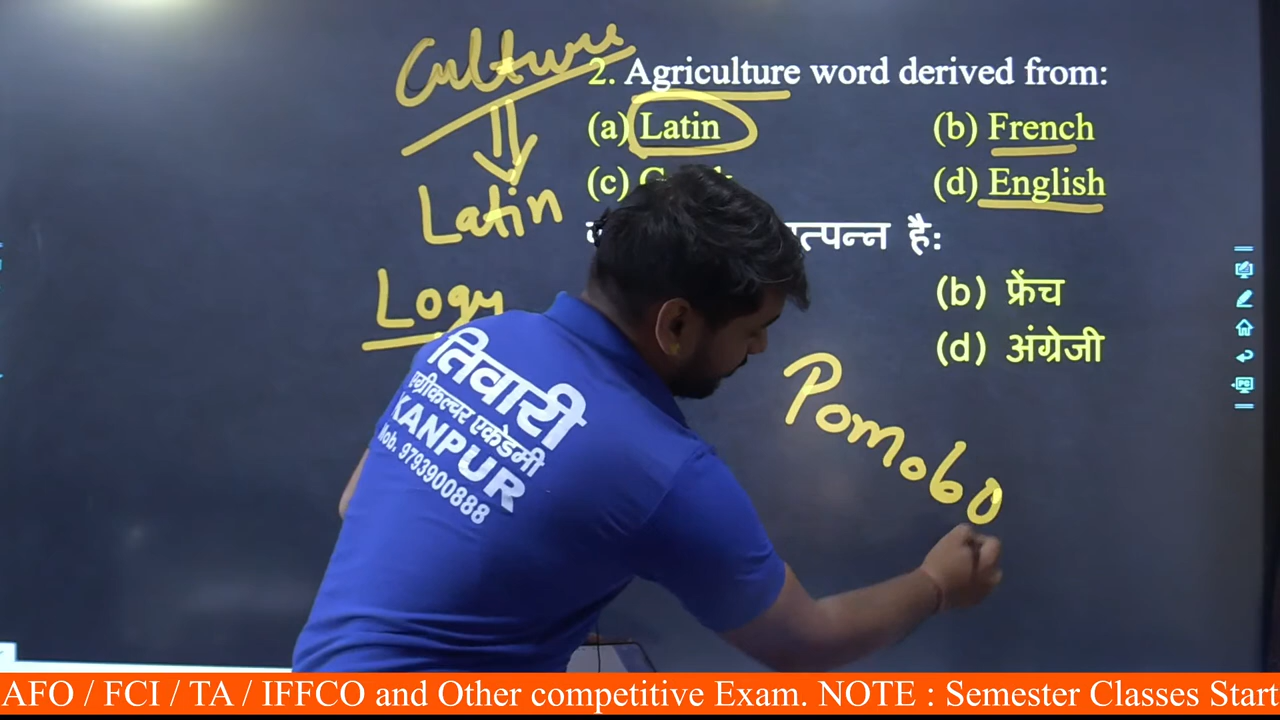 Culture
2. Agriculture word derived from:
(a) Latin (b) French
(c) (d) English
Latin
त्पन्न है:
Logy
(b) फ्रेंच
(d) अंग्रेजी
Pomobo
तिवारी
एग्रीकल्चर एकेडमी
KANPUR
Mob. 9793900888
AFO / FCI / TA / IFFCO and Other competitive Exam. NOTE : Semester Classes Start